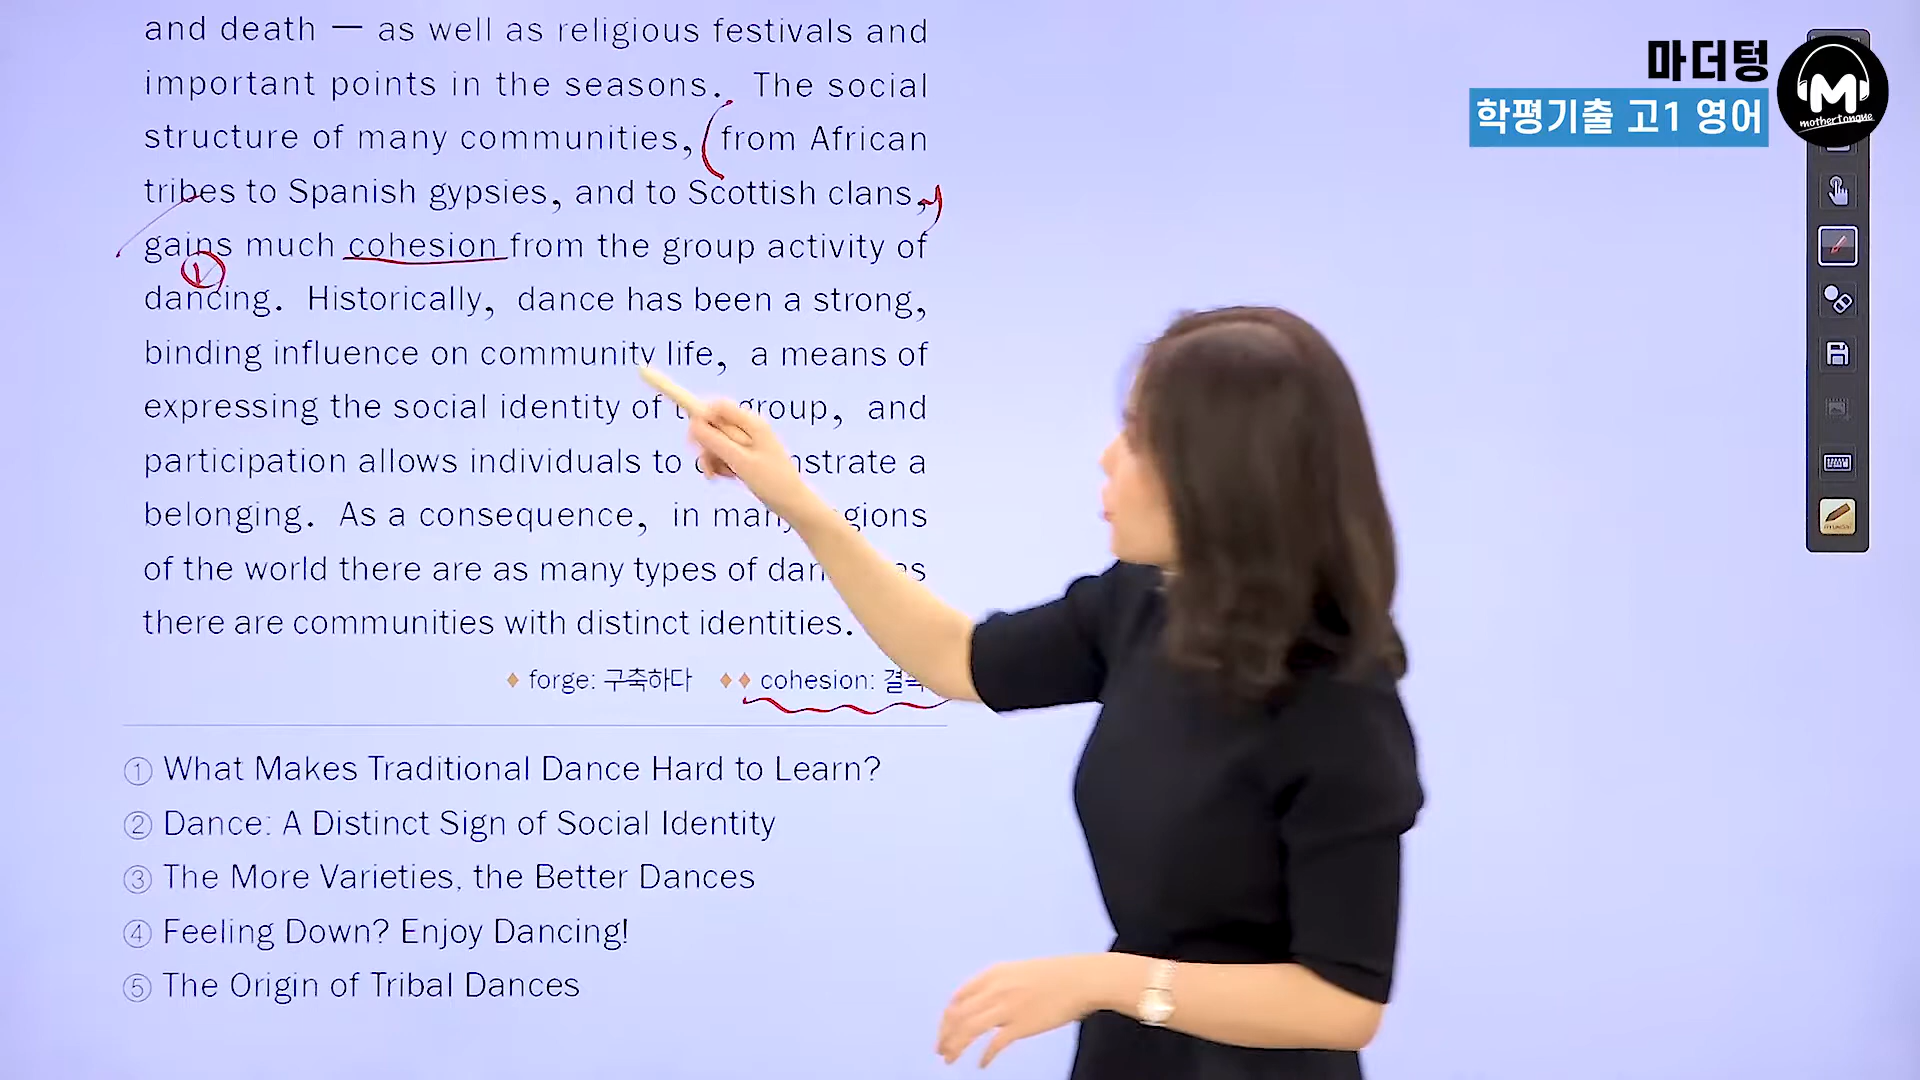 and death — as well as religious festivals and
important points in the seasons. The social
structure of many communities, from African
tribes to Spanish gypsies, and to Scottish clans,
gains much cohesion from the group activity of
dancing. Historically, dance has been a strong,
binding influence on community life, a means of
expressing the social identity of group, and
participation allows individuals to a
belonging. As a consequence, in many
of the world there are as many types of
there are communities with distinct identities.
♦ forge: 구축하다 ♦♦ cohesion:
① What Makes Traditional Dance Hard to Learn?
② Dance: A Distinct Sign of Social Identity
③ The More Varieties, the Better Dances
④ Feeling Down? Enjoy Dancing!
⑤ The Origin of Tribal Dances
마더텅
학평기출 고1 영어
M
mothertongue